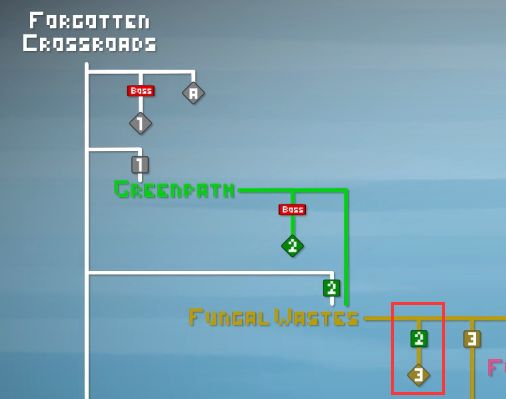 FORGOTTEN
CROSSROADS
Boss
A
1
1
GREENPATH
Boss
2
2
FUNGAL WASTES
2
3
3
F